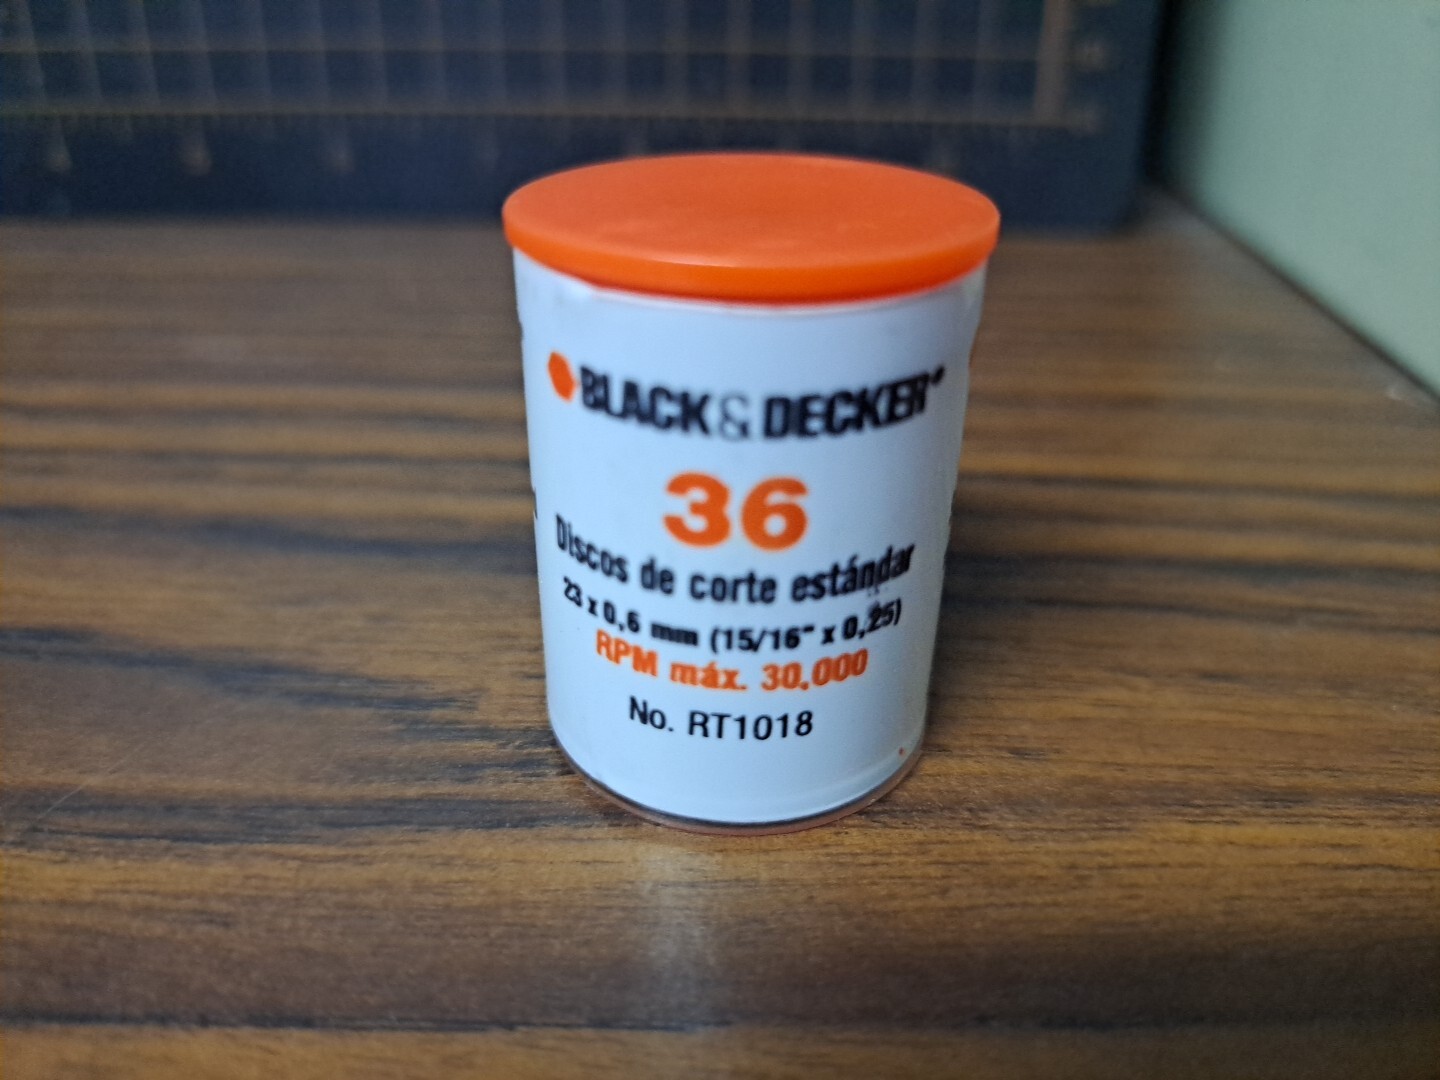 BLACK& DECKER®
36
Discos de corte estándar
23 x 0,6 mm (15/16" x 0,25)
RPM máx. 30.000
No. RT1018